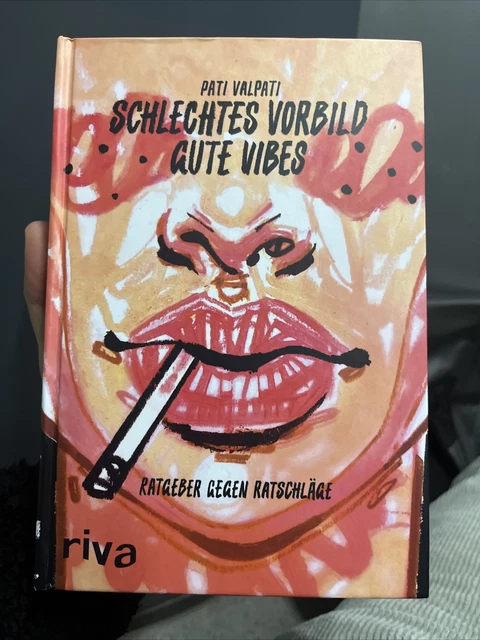 PATI VALPATI
SCHLECHTES VORBILD
GUTE VIBES
RATGEBER GEGEN RATSCHLÄGE
riva